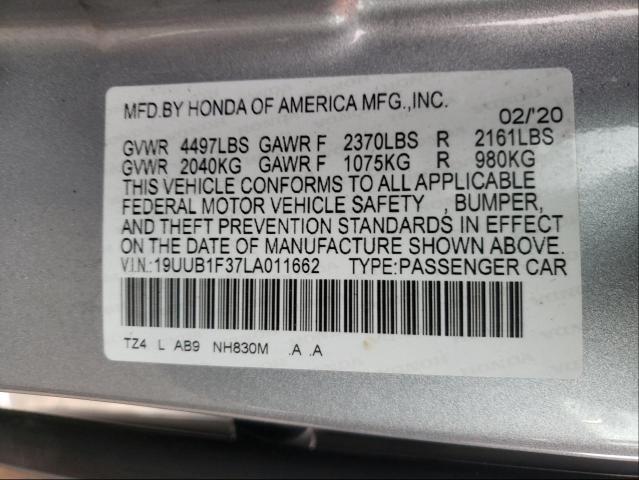 MFD.BY HONDA OF AMERICA MFG.,INC.
02/'20
GVWR 4497LBS GAWR F 2370LBS R 2161LBS
GVWR 2040KG GAWR F 1075KG R 980KG
THIS VEHICLE CONFORMS TO ALL APPLICABLE
FEDERAL MOTOR VEHICLE SAFETY , BUMPER,
AND THEFT PREVENTION STANDARDS IN EFFECT
ON THE DATE OF MANUFACTURE SHOWN ABOVE.
V.I.N.:19UUB1F37LA011662 TYPE:PASSENGER CAR
TZ4 L AB9 NH830M .A .A